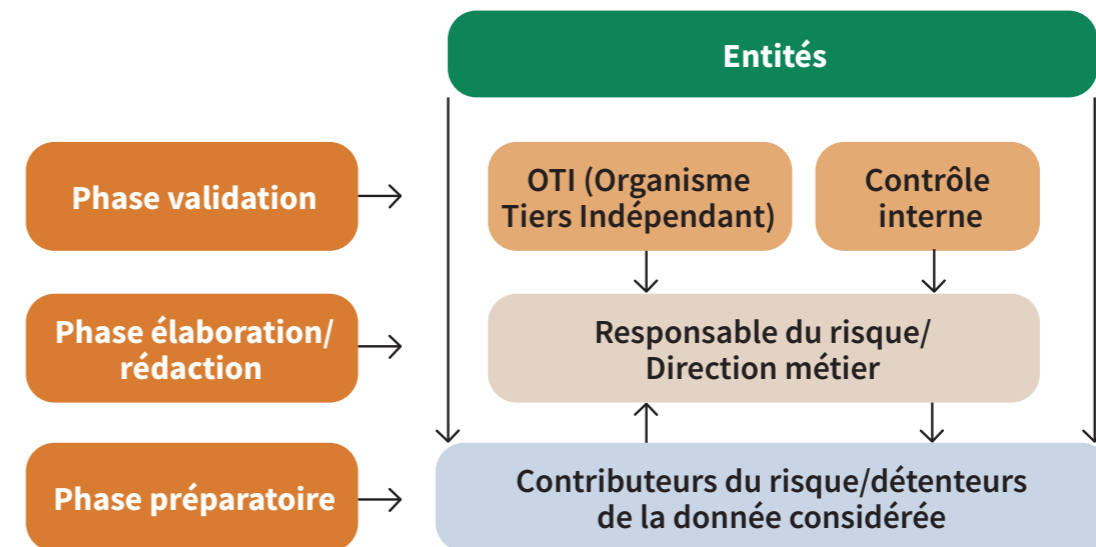 Entités
Phase validation
OTI (Organisme
Tiers Indépendant)
Contrôle
interne
Phase élaboration/
rédaction
Responsable du risque/
Direction métier
Phase préparatoire
Contributeurs du risque/détenteurs
de la donnée considérée